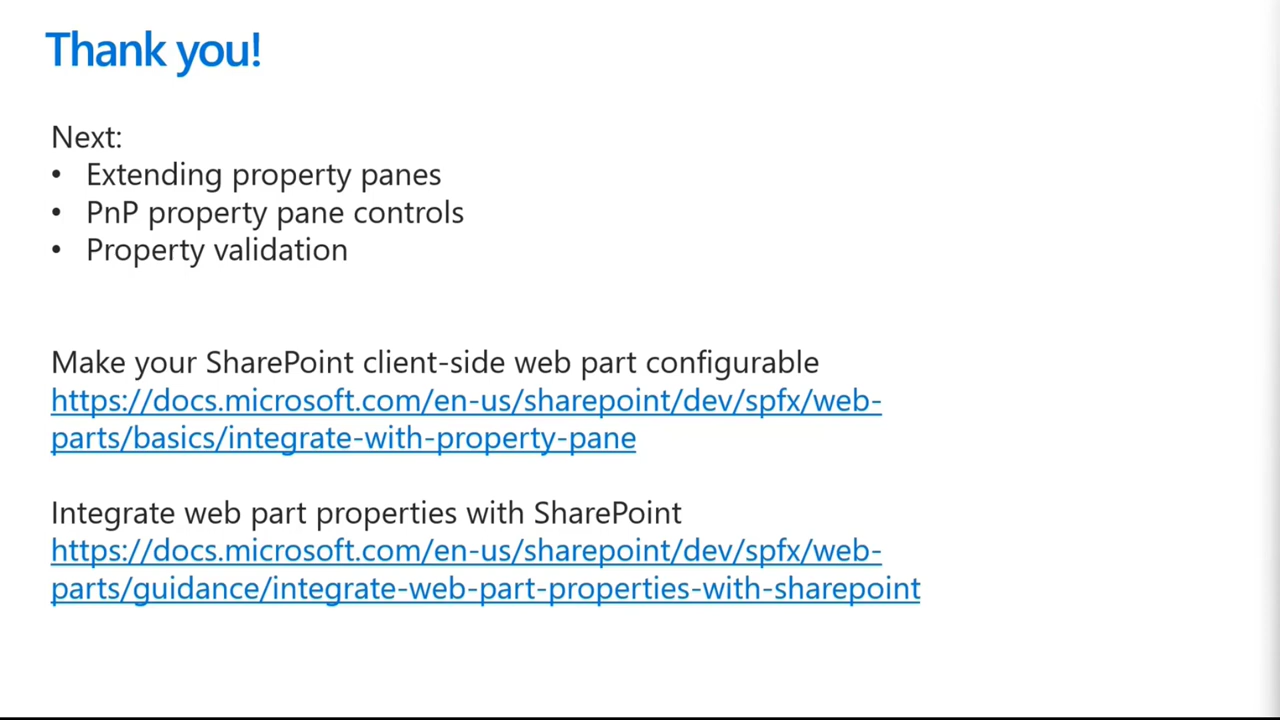 Thank you!
Next:
• Extending property panes
• PnP property pane controls
• Property validation
Make your SharePoint client-side web part configurable
https://docs.microsoft.com/en-us/sharepoint/dev/spfx/web-
parts/basics/integrate-with-property-pane
Integrate web part properties with SharePoint
https://docs.microsoft.com/en-us/sharepoint/dev/spfx/web-
parts/guidance/integrate-web-part-properties-with-sharepoint